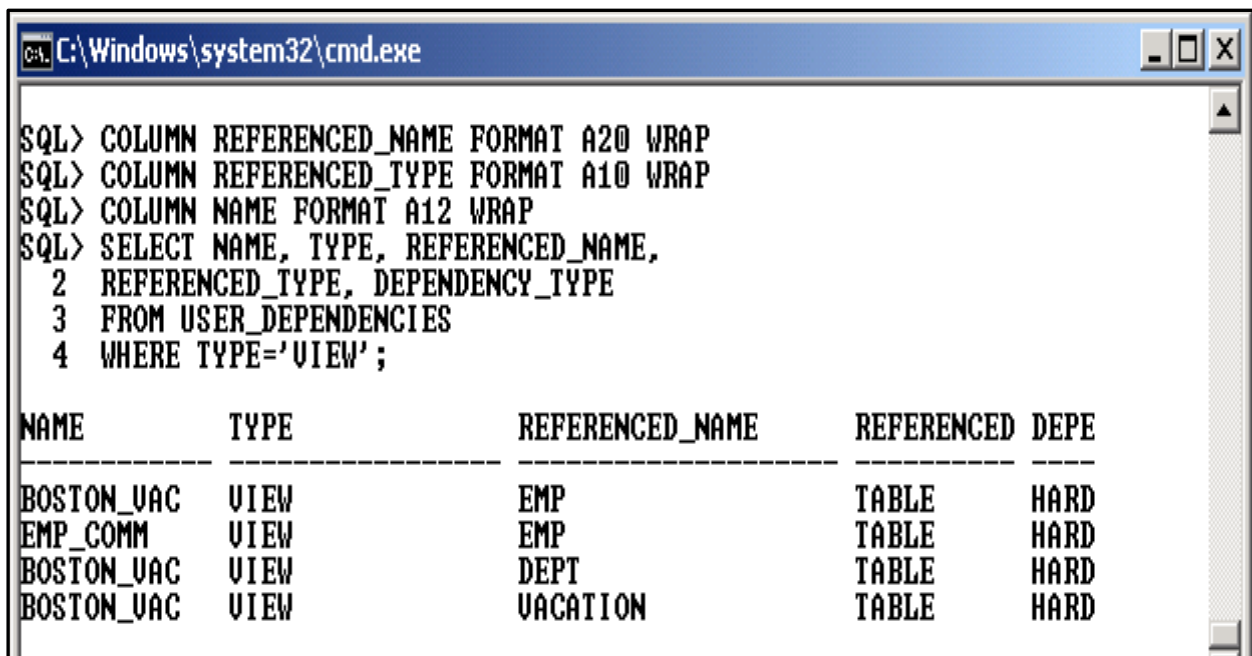 C:\Windows\system32\cmd.exe
SQL> COLUMN REFERENCED_NAME FORMAT A20 WRAP
SQL> COLUMN REFERENCED_TYPE FORMAT A10 WRAP
SQL> COLUMN NAME FORMAT A12 WRAP
SQL> SELECT NAME, TYPE, REFERENCED_NAME,
  2  REFERENCED_TYPE, DEPENDENCY_TYPE
  3  FROM USER_DEPENDENCIES
  4  WHERE TYPE='VIEW';
NAME         TYPE              REFERENCED_NAME      REFERENCED DEPE
------------ ----------------- -------------------- ---------- ----
BOSTON_VAC   VIEW              EMP                  TABLE      HARD
EMP_COMM     VIEW              EMP                  TABLE      HARD
BOSTON_VAC   VIEW              DEPT                 TABLE      HARD
BOSTON_VAC   VIEW              VACATION             TABLE      HARD